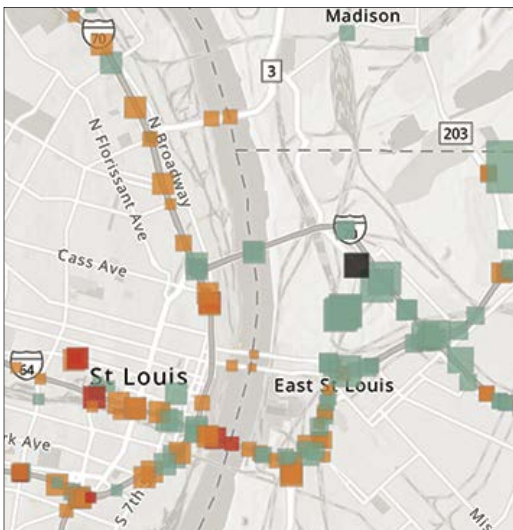 Madison
70
3
N Broadway
203
N Florissant Ave
Cass Ave
64
St Louis
East St Louis
rk Ave
S 7th
Mis